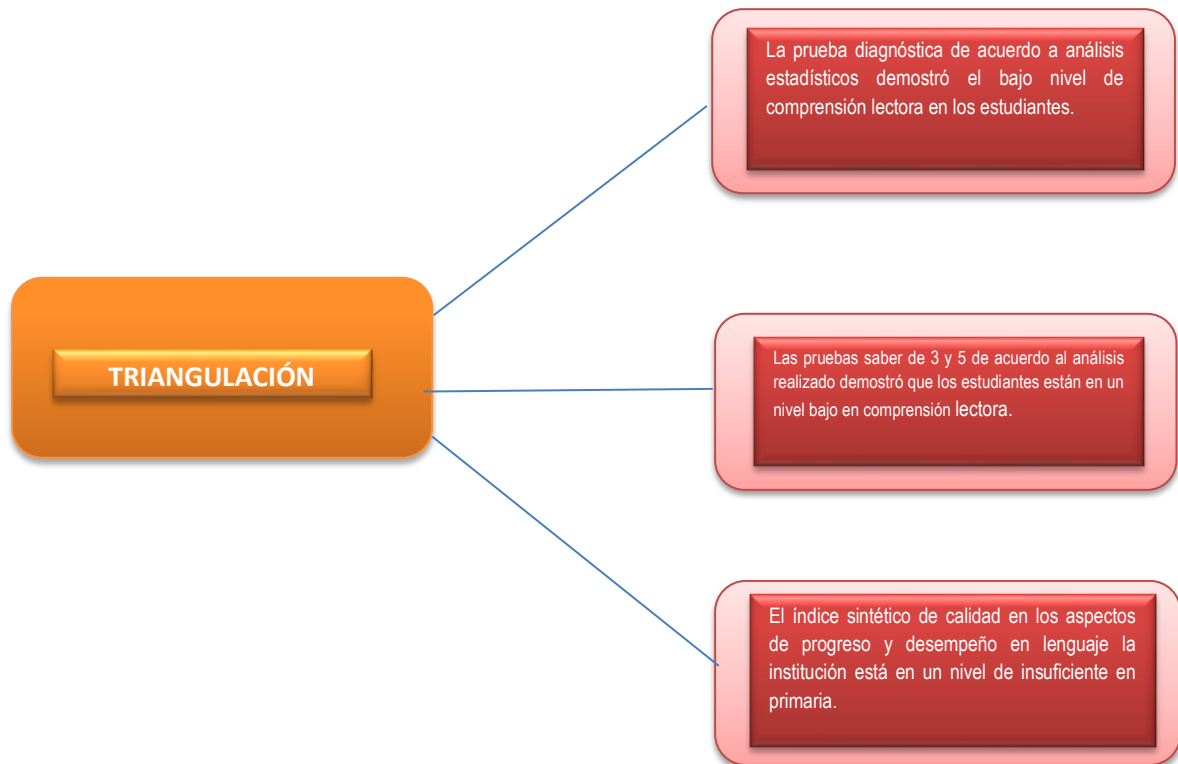 La prueba diagnóstica de acuerdo a análisis
estadísticos demostró el bajo nivel de
comprensión lectora en los estudiantes.
TRIANGULACIÓN
Las pruebas saber de 3 y 5 de acuerdo al análisis
realizado demostró que los estudiantes están en un
nivel bajo en comprensión lectora.
El índice sintético de calidad en los aspectos
de progreso y desempeño en lenguaje la
institución está en un nivel de insuficiente en
primaria.